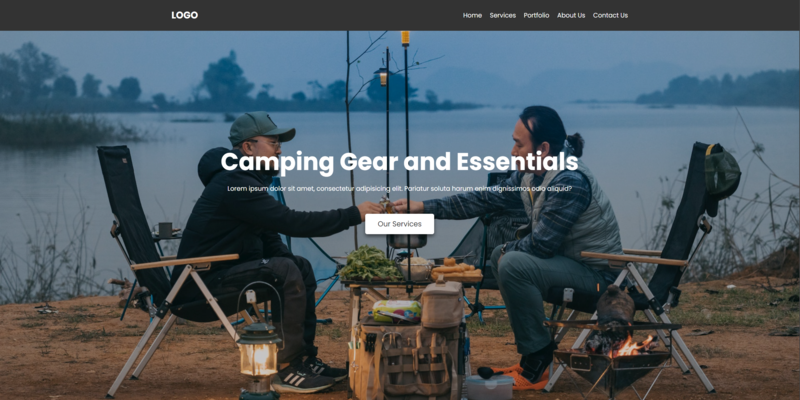 LOGO
Home Services Portfolio About Us Contact Us
Camping Gear and Essentials
Lorem ipsum dolor sit amet, consectetur adipisicing elit. Pariatur soluta harum enim dignissimos odio aliquid?
Our Services